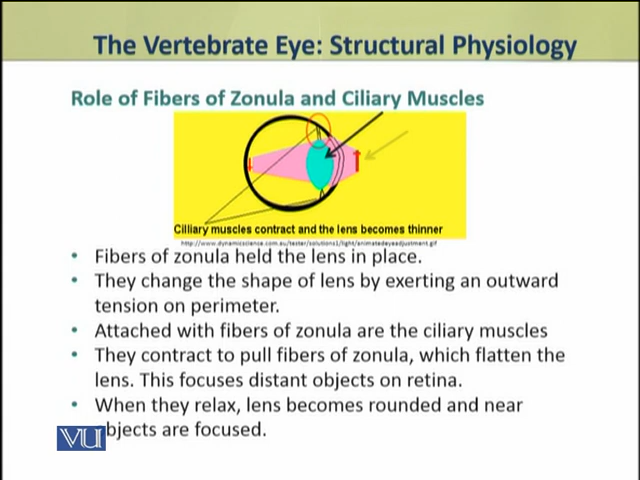 The Vertebrate Eye: Structural Physiology
Role of Fibers of Zonula and Ciliary Muscles
Cilliary muscles contract and the lens becomes thinner
http://www.dynamicscience.com.au/tester/solutions1/light/animatedeyeadjustment.gif
• Fibers of zonula held the lens in place.
• They change the shape of lens by exerting an outward
tension on perimeter.
• Attached with fibers of zonula are the ciliary muscles
• They contract to pull fibers of zonula, which flatten the
lens. This focuses distant objects on retina.
• When they relax, lens becomes rounded and near
bjects are focused.
VU